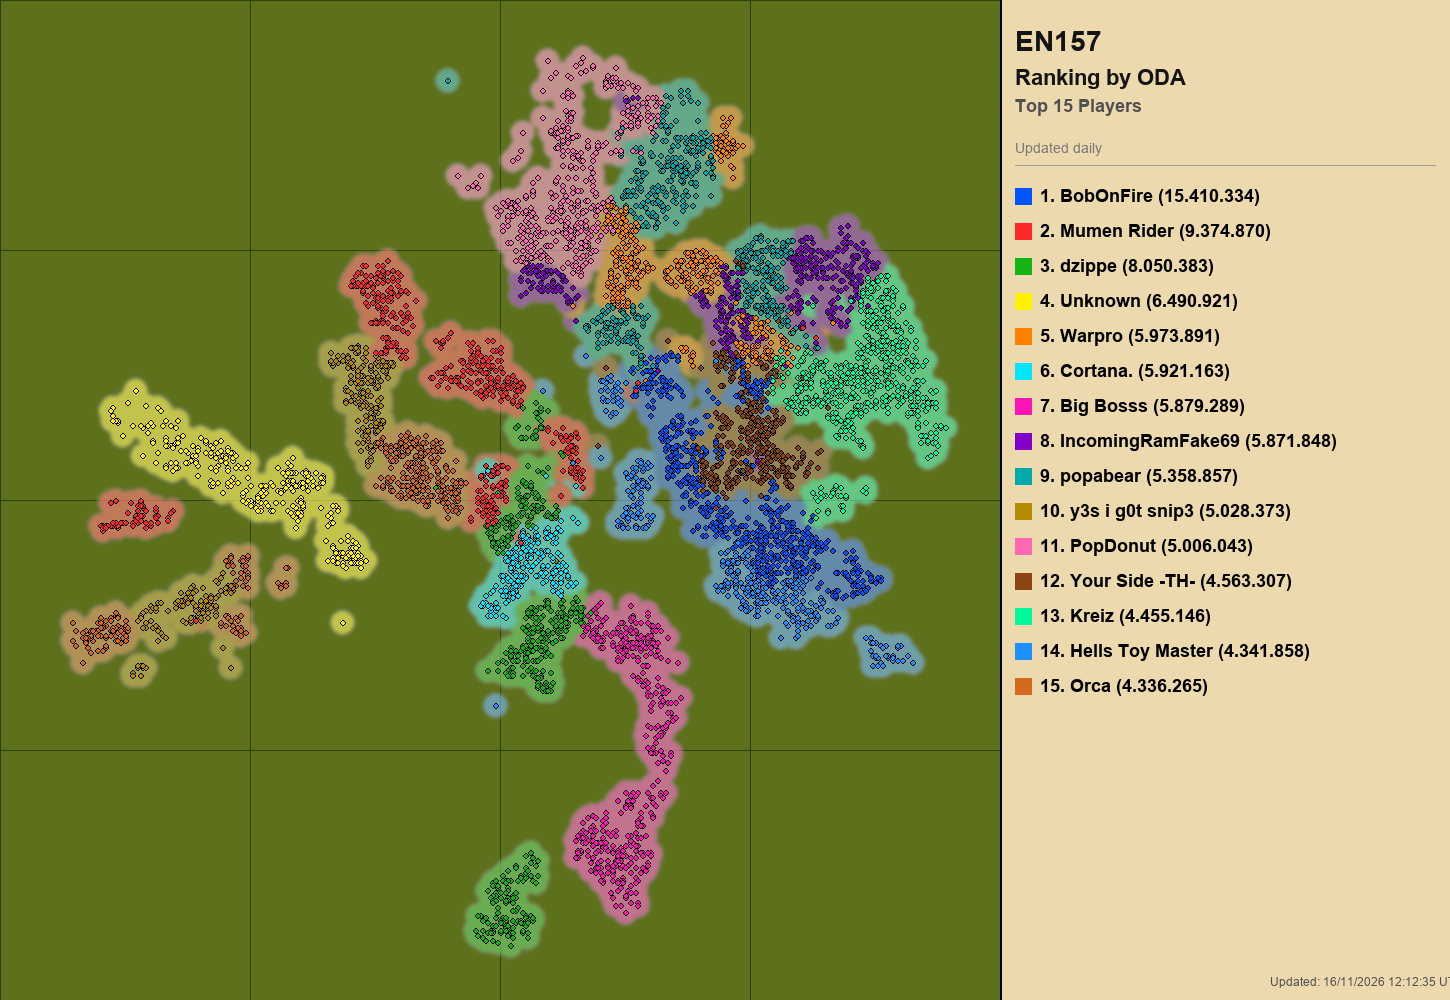 EN157
Ranking by ODA
Top 15 Players
Updated daily
1. BobOnFire (15.410.334)
2. Mumen Rider (9.374.870)
3. dzippe (8.050.383)
4. Unknown (6.490.921)
5. Warpro (5.973.891)
6. Cortana. (5.921.163)
7. Big Bosss (5.879.289)
8. IncomingRamFake69 (5.871.848)
9. popabear (5.358.857)
10. y3s i g0t snip3 (5.028.373)
11. PopDonut (5.006.043)
12. Your Side -TH- (4.563.307)
13. Kreiz (4.455.146)
14. Hells Toy Master (4.341.858)
15. Orca (4.336.265)
Updated: 16/11/2026 12:12:35